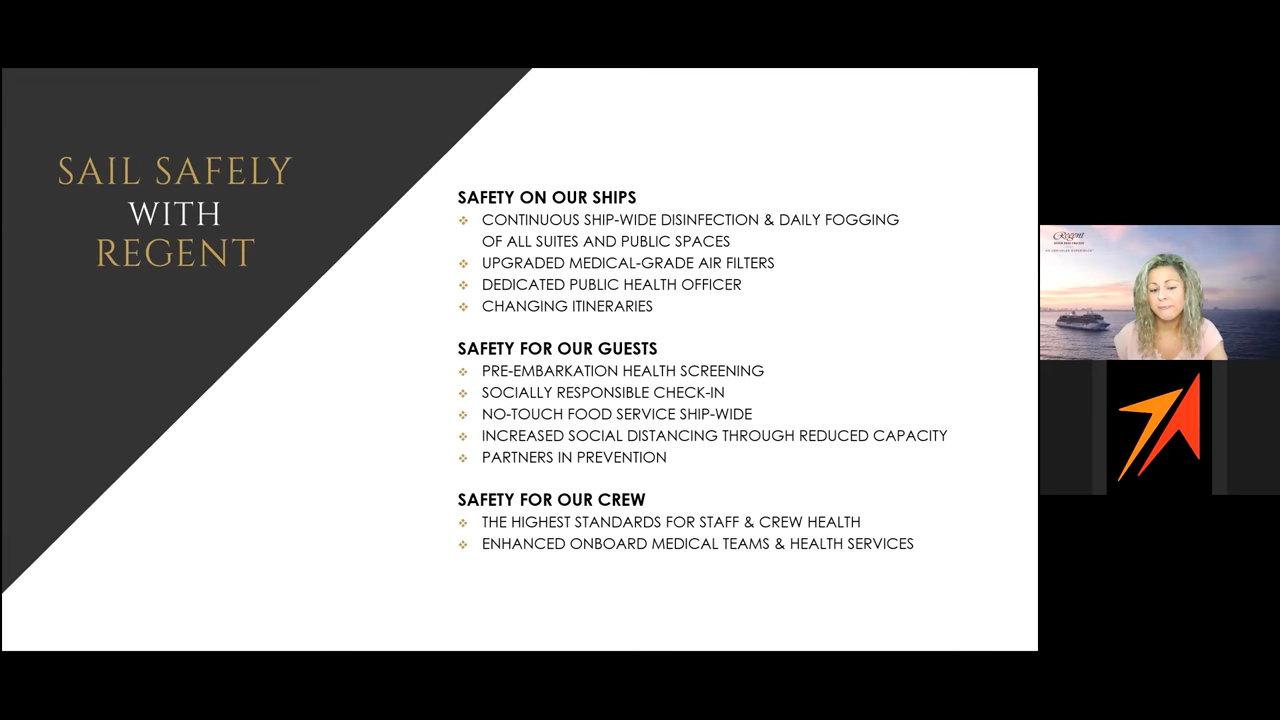 SAIL SAFELY
WITH
REGENT
SAFETY ON OUR SHIPS
CONTINUOUS SHIP-WIDE DISINFECTION & DAILY FOGGING
OF ALL SUITES AND PUBLIC SPACES
UPGRADED MEDICAL-GRADE AIR FILTERS
DEDICATED PUBLIC HEALTH OFFICER
CHANGING ITINERARIES
SAFETY FOR OUR GUESTS
PRE-EMBARKATION HEALTH SCREENING
SOCIALLY RESPONSIBLE CHECK-IN
NO-TOUCH FOOD SERVICE SHIP-WIDE
INCREASED SOCIAL DISTANCING THROUGH REDUCED CAPACITY
PARTNERS IN PREVENTION
SAFETY FOR OUR CREW
THE HIGHEST STANDARDS FOR STAFF & CREW HEALTH
ENHANCED ONBOARD MEDICAL TEAMS & HEALTH SERVICES
Regent